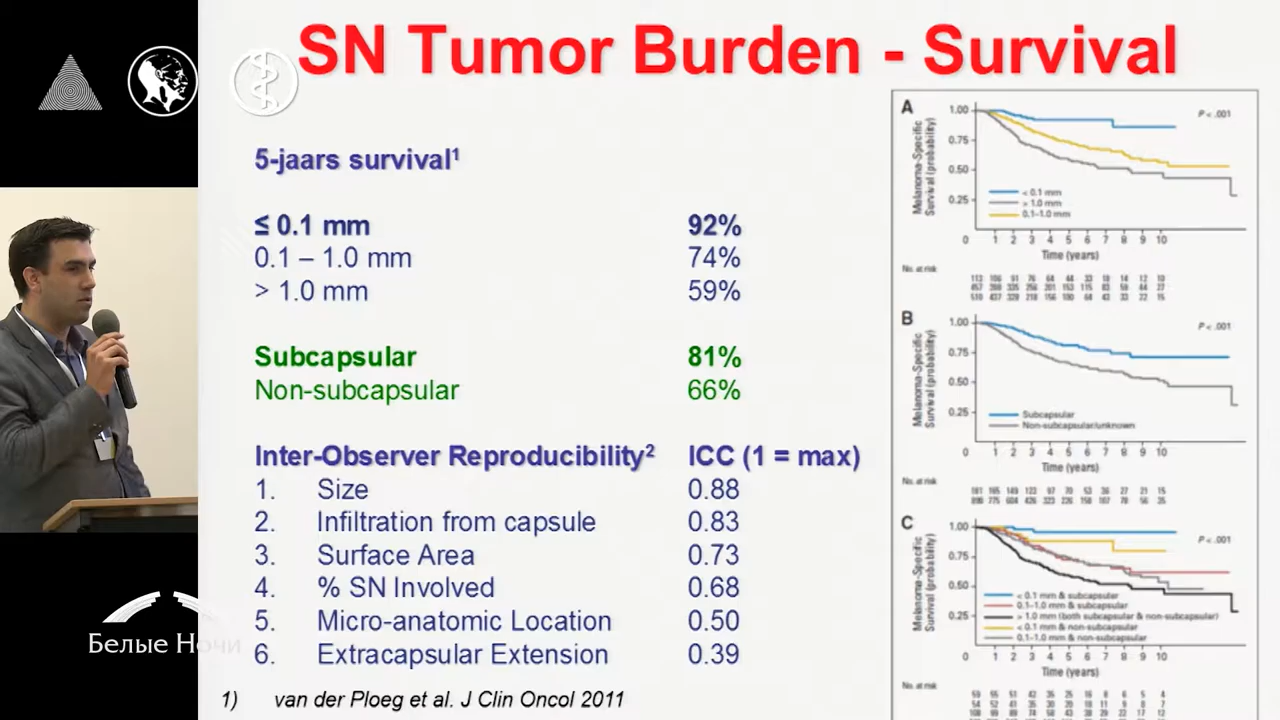 SN Tumor Burden - Survival
5-jaars survival1
≤ 0.1 mm 92%
0.1 – 1.0 mm 74%
> 1.0 mm 59%
Subcapsular 81%
Non-subcapsular 66%
Inter-Observer Reproducibility2 ICC (1 = max)
1. Size 0.88
2. Infiltration from capsule 0.83
3. Surface Area 0.73
4. % SN Involved 0.68
5. Micro-anatomic Location 0.50
6. Extracapsular Extension 0.39
1) van der Ploeg et al. J Clin Oncol 2011
Белые Ночи
A
Melanoma-Specific
Survival (probability)
1.00
0.75
0.50
0.25
P < .001
< 0.1 mm
> 1.0 mm
0.1–1.0 mm
0 1 2 3 4 5 6 7 8 9 10
Time (years)
No. at risk
B
Melanoma-Specific
Survival (probability)
1.00
0.75
0.50
0.25
P < .001
Subcapsular
Non-subcapsular/unknown
0 1 2 3 4 5 6 7 8 9 10
Time (years)
No. at risk
C
Melanoma-Specific
Survival (probability)
1.00
0.75
0.50
0.25
P < .001
< 0.1 mm & subcapsular
0.1–1.0 mm & subcapsular
> 1.0 mm (both subcapsular & non-subcapsular)
< 0.1 mm & non-subcapsular
0.1–1.0 mm & non-subcapsular
0 1 2 3 4 5 6 7 8 9 10
Time (years)
No. at risk